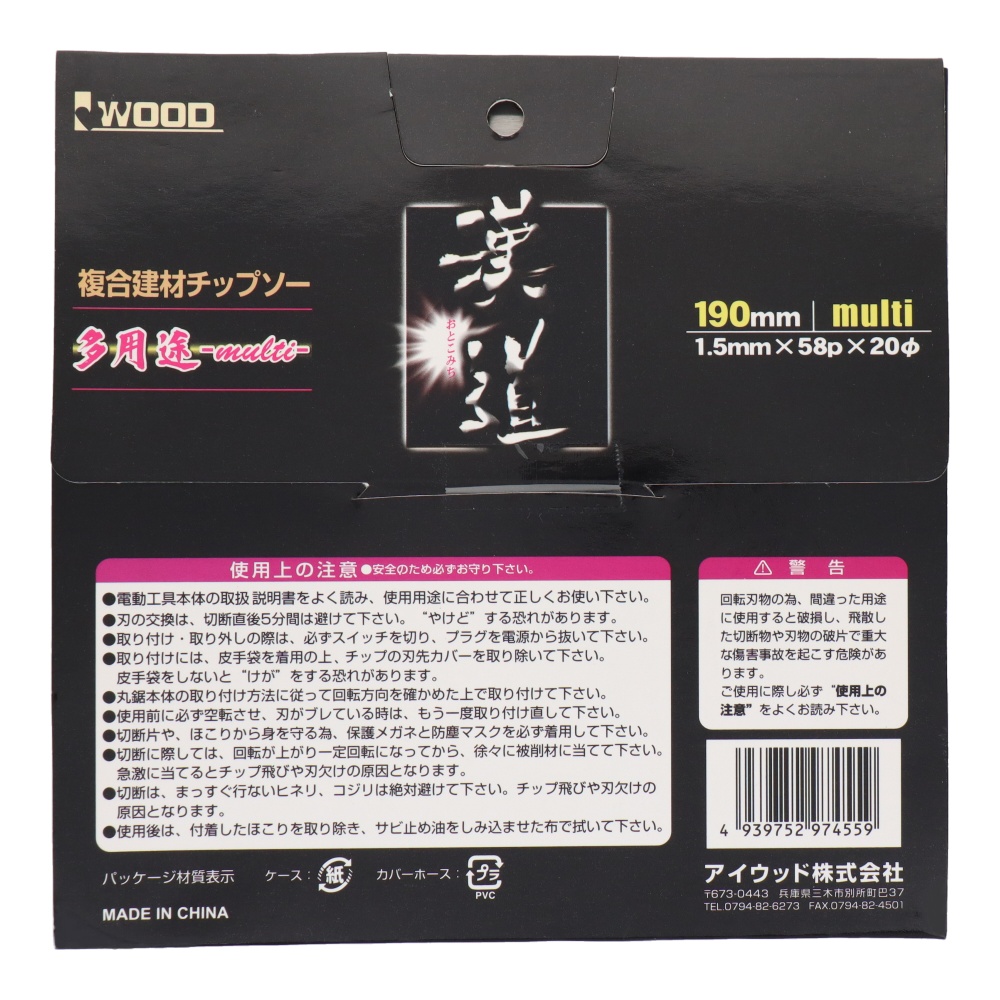 WOOD
漢道
おとこみち
複合建材チップソー
多用途-multi-
190mm | multi
1.5mm×58p×20φ
使用上の注意●安全のため必ずお守り下さい。
●電動工具本体の取扱説明書をよく読み、使用用途に合わせて正しくお使い下さい。
●刃の交換は、切断直後5分間は避けて下さい。“やけど”する恐れがあります。
●取り付け・取り外しの際は、必ずスイッチを切り、プラグを電源から抜いて下さい。
●取り付けには、皮手袋を着用の上、チップの刃先カバーを取り除いて下さい。
皮手袋をしないと“けが”をする恐れがあります。
●丸鋸本体の取り付け方法に従って回転方向を確かめた上で取り付けて下さい。
●使用前に必ず空転させ、刃がブレている時は、もう一度取り付け直して下さい。
●切断片や、ほこりから身を守る為、保護メガネと防塵マスクを必ず着用して下さい。
●切断に際しては、回転が上がり一定回転になってから、徐々に被削材に当てて下さい。
急激に当てるとチップ飛びや刃欠けの原因となります。
●切断は、まっすぐ行ないヒネリ、コジリは絶対避けて下さい。チップ飛びや刃欠けの
原因となります。
●使用後は、付着したほこりを取り除き、サビ止め油をしみ込ませた布で拭いて下さい。
⚠ 警告
回転刃物の為、間違った用途
に使用すると破損し、飛散し
た切断物や刃物の破片で重大
な傷害事故を起こす危険があ
ります。
ご使用に際し必ず“使用上の
注意”をよくお読み下さい。
4 939752 974559
パッケージ材質表示 ケース：紙 カバーホース：プラ
PVC
MADE IN CHINA
アイウッド株式会社
〒673-0443 兵庫県三木市別所町巴37
TEL.0794-82-6273 FAX.0794-82-4501